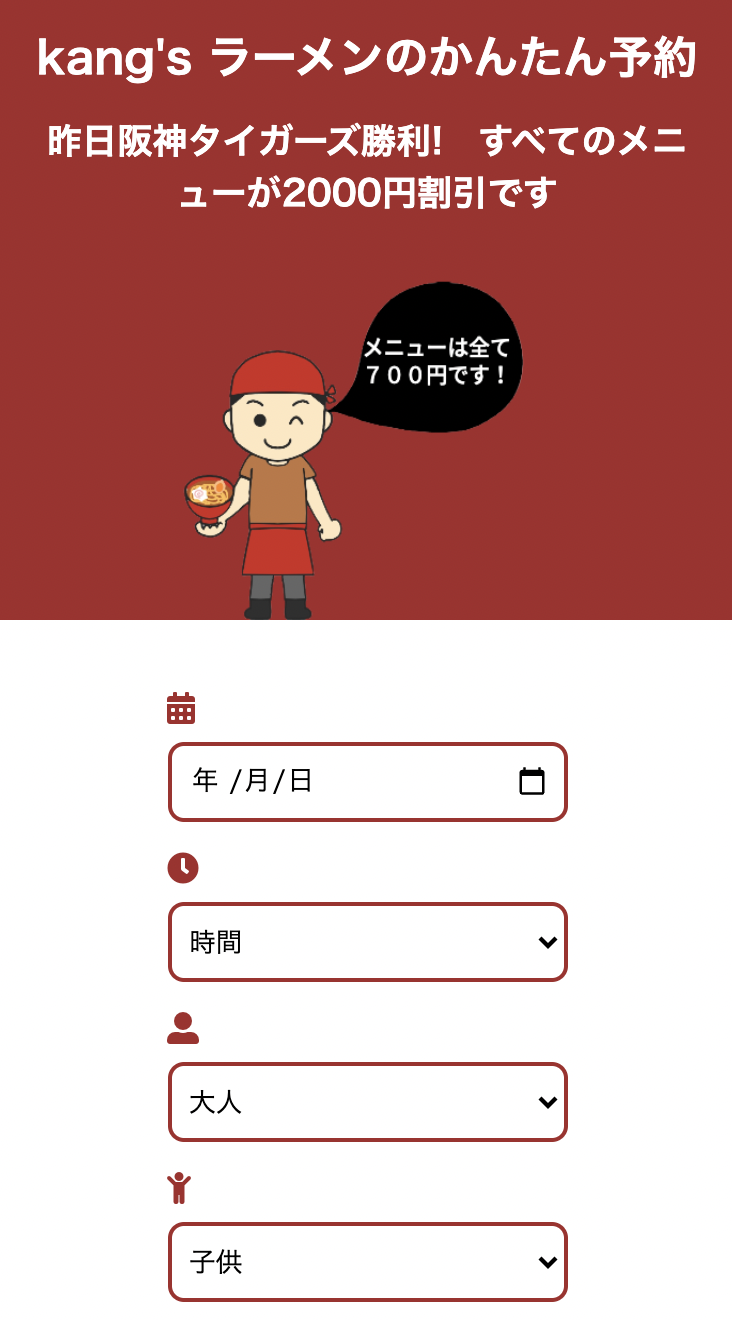 kang's ラーメンのかんたん予約
昨日阪神タイガーズ勝利!　すべてのメニ
ューが2000円割引です
メニューは全て
７００円です！
年 /月/日
時間
大人
子供